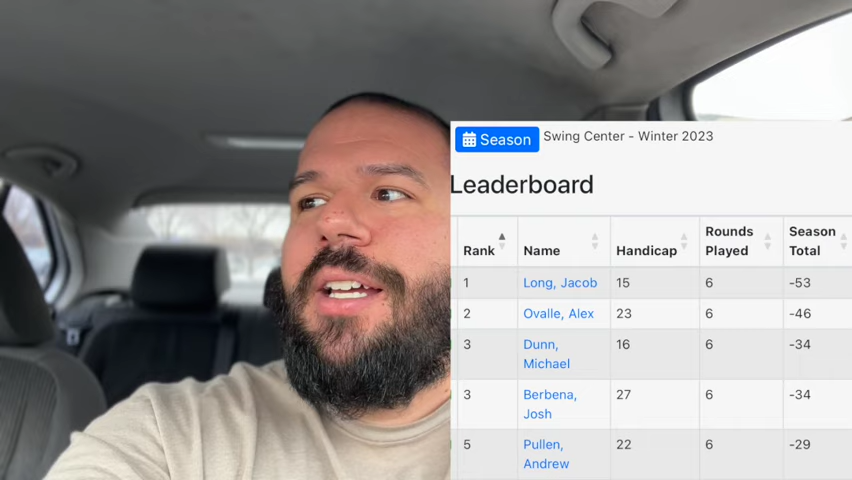 Season Swing Center - Winter 2023
Leaderboard
Rank Name Handicap Rounds Played Season Total
1 Long, Jacob 15 6 -53
2 Ovalle, Alex 23 6 -46
3 Dunn, Michael 16 6 -34
3 Berbena, Josh 27 6 -34
5 Pullen, Andrew 22 6 -29